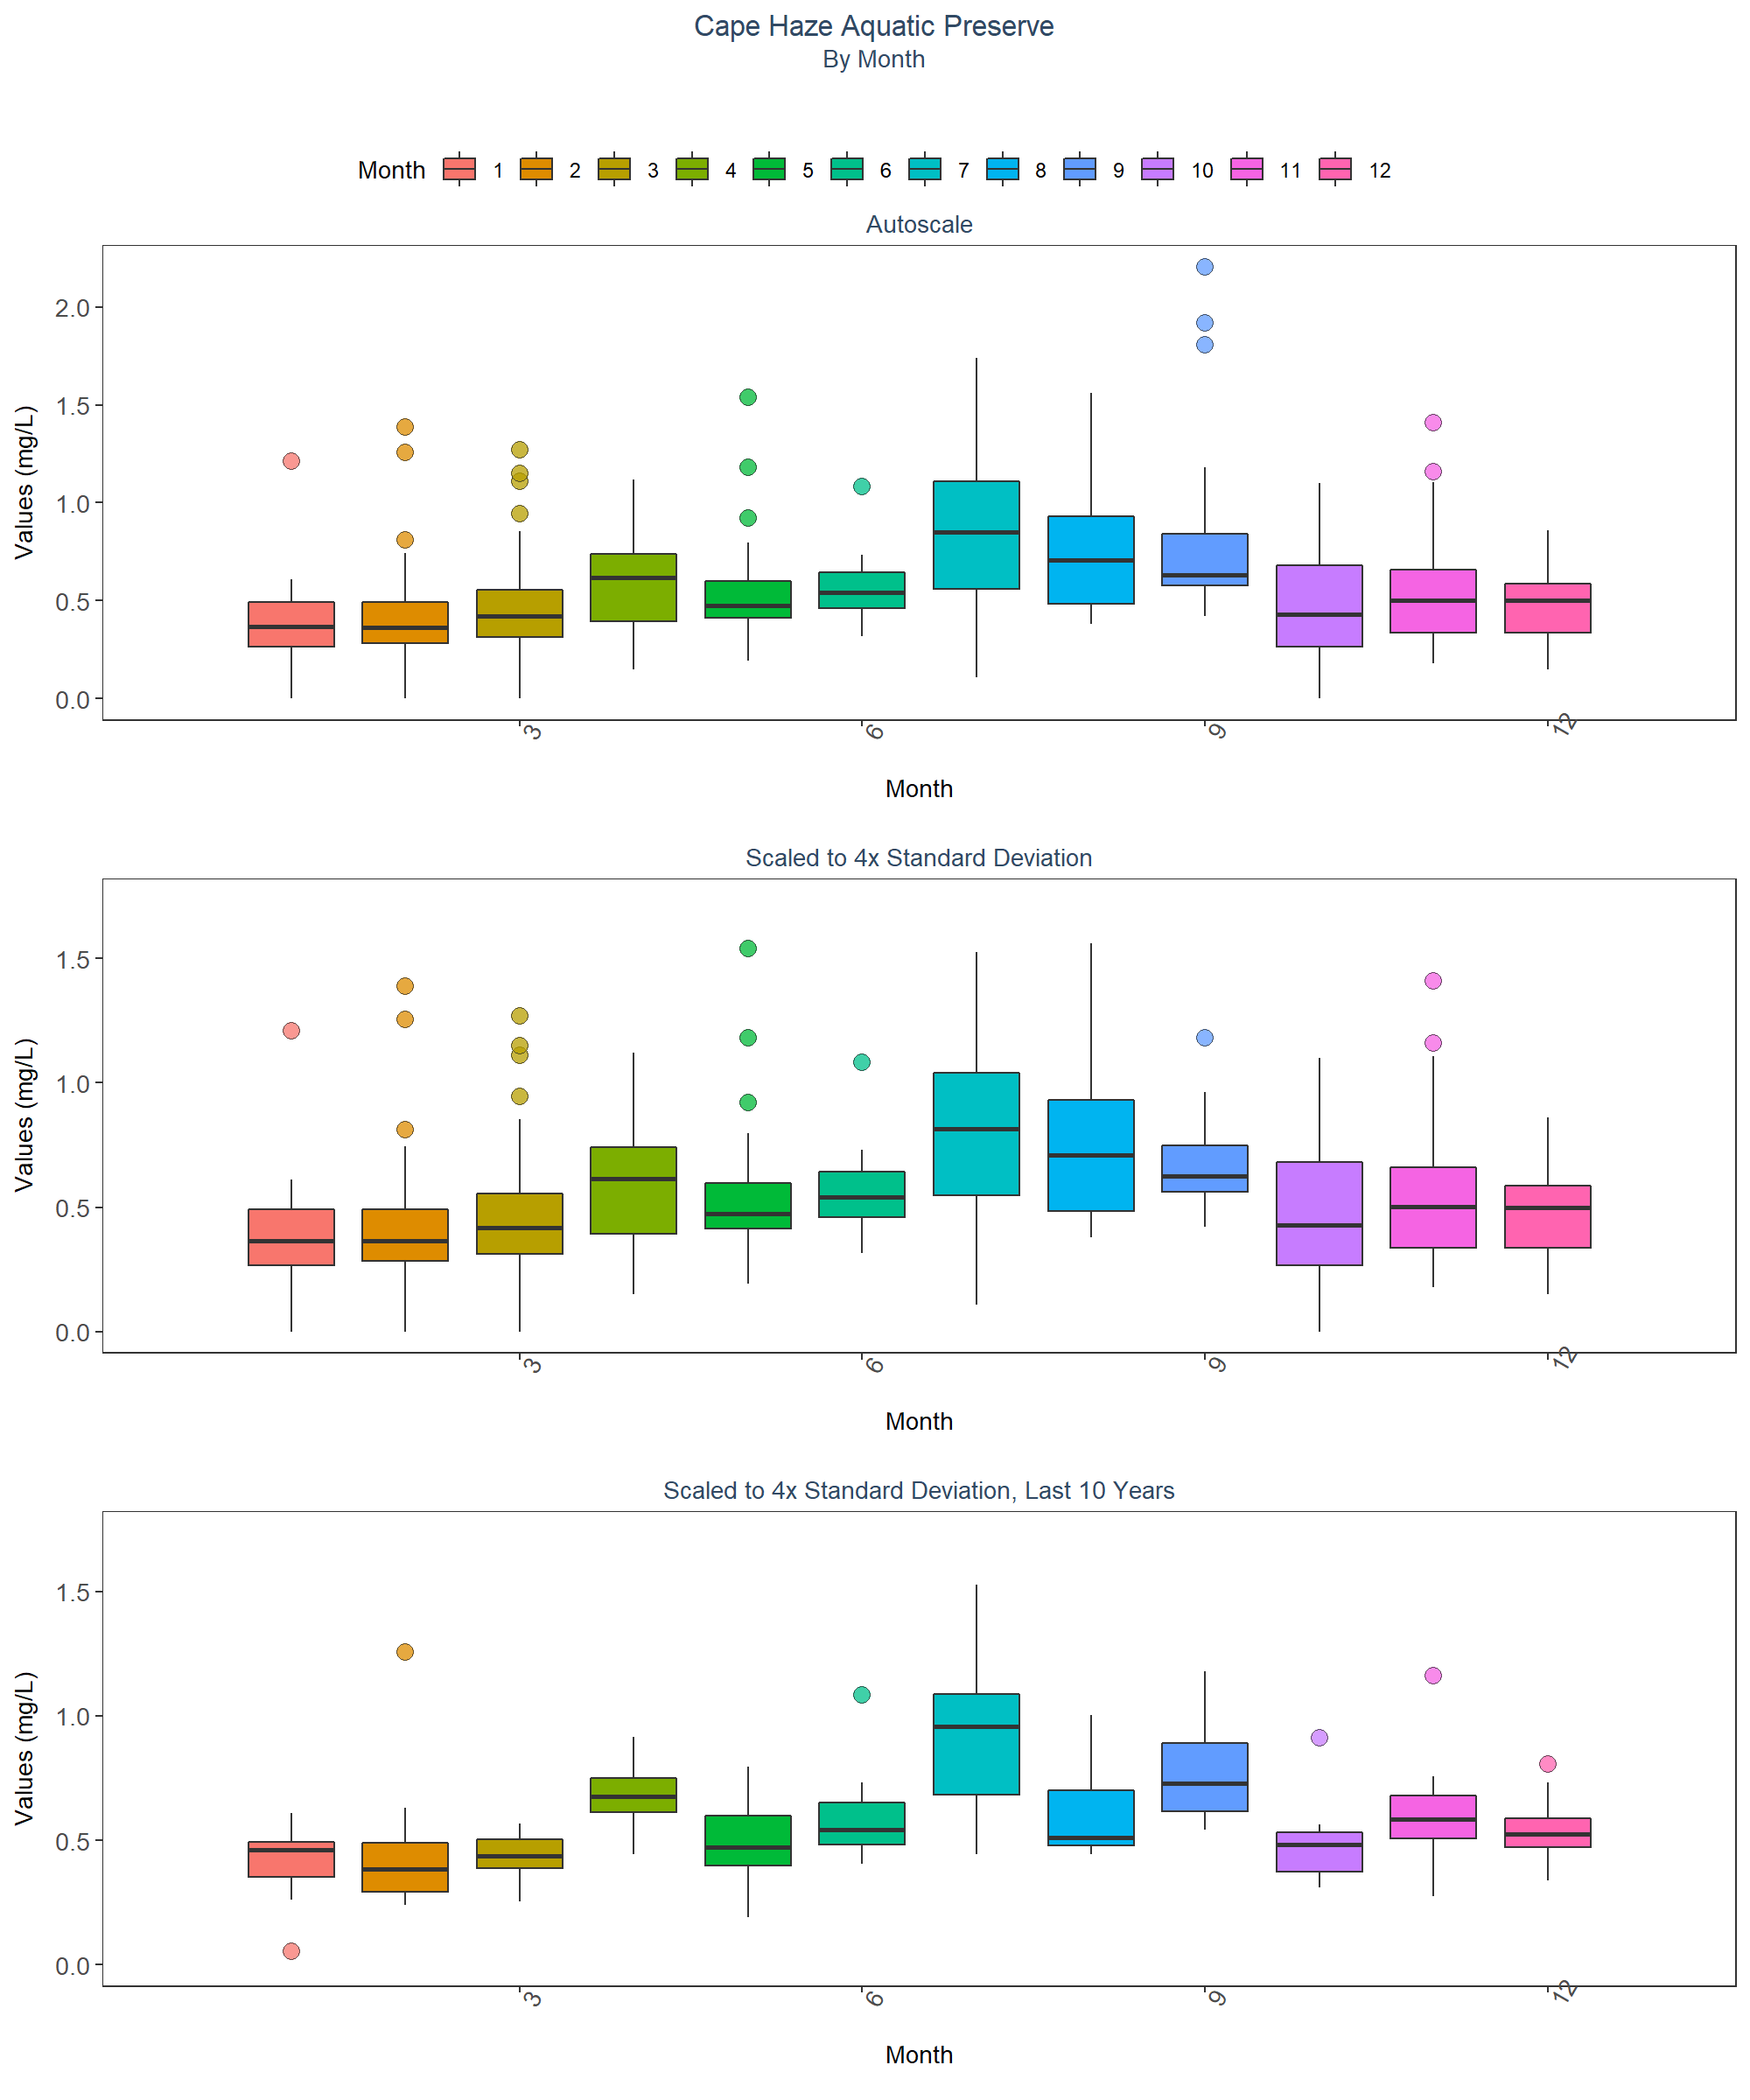 Cape Haze Aquatic Preserve
By Month
Month 1 2 3 4 5 6 7 8 9 10 11 12
Autoscale
Values (mg/L)
2.0
1.5
1.0
0.5
0.0
3 6 9 12
Month
Scaled to 4x Standard Deviation
Values (mg/L)
1.5
1.0
0.5
0.0
3 6 9 12
Month
Scaled to 4x Standard Deviation, Last 10 Years
Values (mg/L)
1.5
1.0
0.5
0.0
3 6 9 12
Month